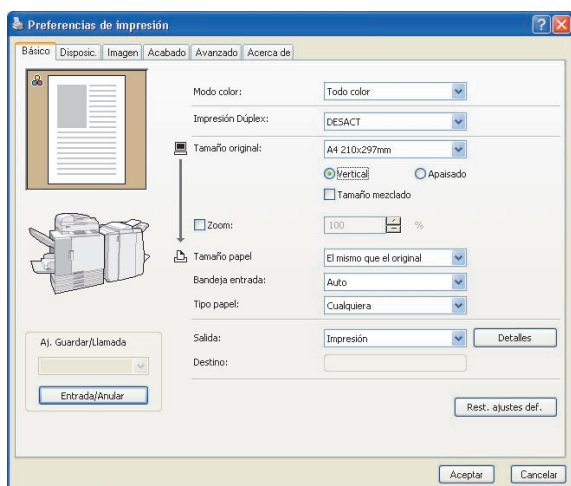 Preferencias de impresión
Básico Disposic. Imagen Acabado Avanzado Acerca de
Modo color: Todo color
Impresión Dúplex: DESACT
Tamaño original: A4 210x297mm
Vertical Apaisado
Tamaño mezclado
Zoom: 100 %
Tamaño papel El mismo que el original
Bandeja entrada: Auto
Tipo papel: Cualquiera
Aj. Guardar/Llamada
Entrada/Anular
Salida: Impresión Detalles
Destino:
Rest. ajustes def.
Aceptar Cancelar